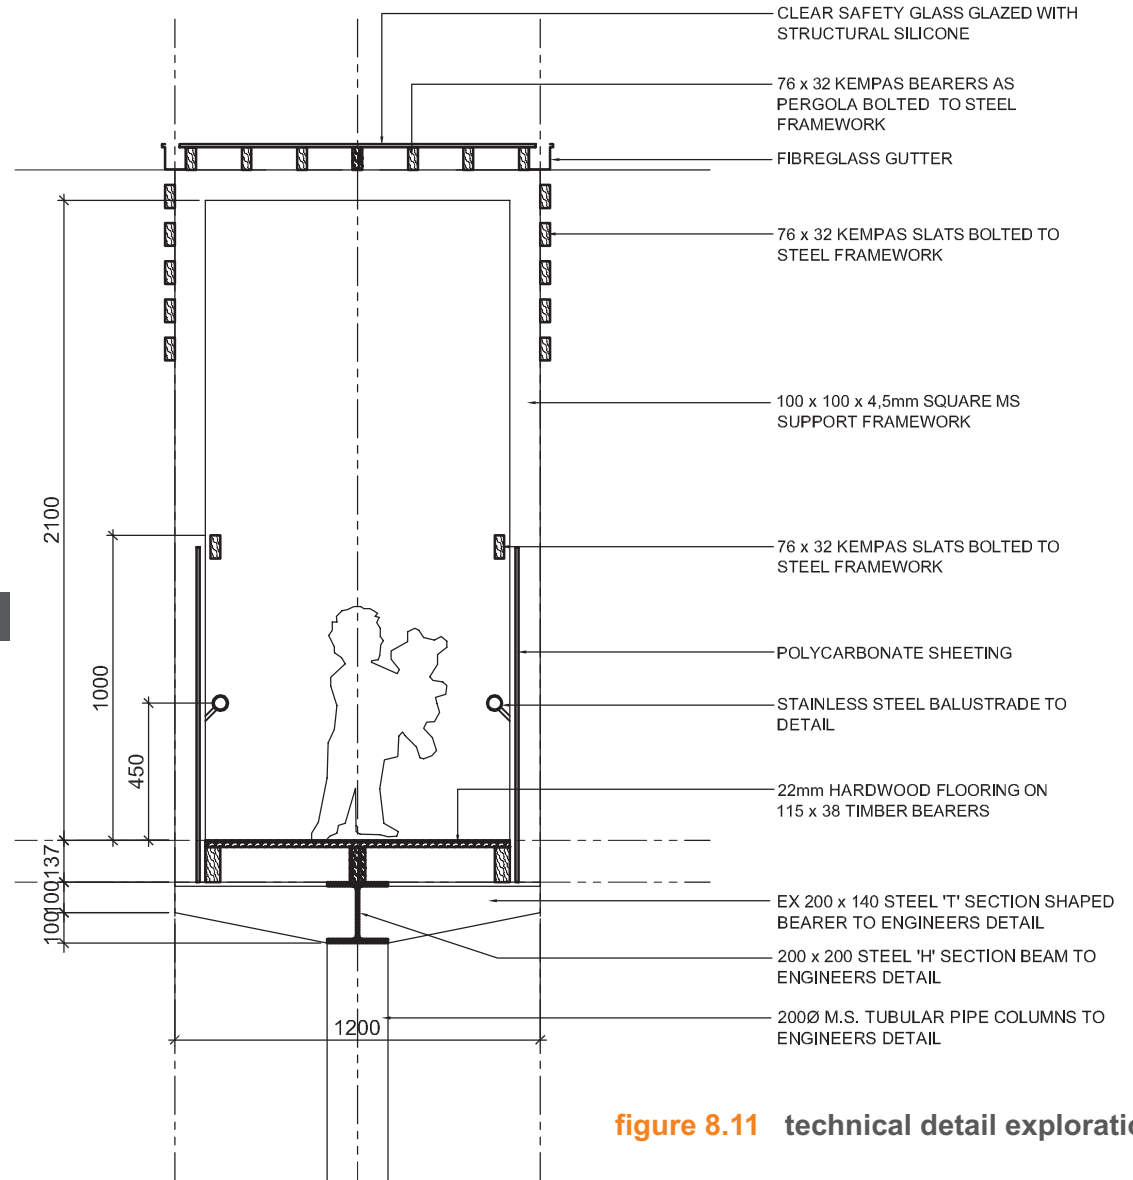 CLEAR SAFETY GLASS GLAZED WITH
STRUCTURAL SILICONE
76 x 32 KEMPAS BEARERS AS
PERGOLA BOLTED TO STEEL
FRAMEWORK
FIBREGLASS GUTTER
76 x 32 KEMPAS SLATS BOLTED TO
STEEL FRAMEWORK
100 x 100 x 4,5mm SQUARE MS
SUPPORT FRAMEWORK
2100
76 x 32 KEMPAS SLATS BOLTED TO
STEEL FRAMEWORK
POLYCARBONATE SHEETING
1000
STAINLESS STEEL BALUSTRADE TO
DETAIL
450
22mm HARDWOOD FLOORING ON
115 x 38 TIMBER BEARERS
137
100
100
EX 200 x 140 STEEL 'T' SECTION SHAPED
BEARER TO ENGINEERS DETAIL
200 x 200 STEEL 'H' SECTION BEAM TO
ENGINEERS DETAIL
200Ø M.S. TUBULAR PIPE COLUMNS TO
ENGINEERS DETAIL
1200
figure 8.11 technical detail exploratio